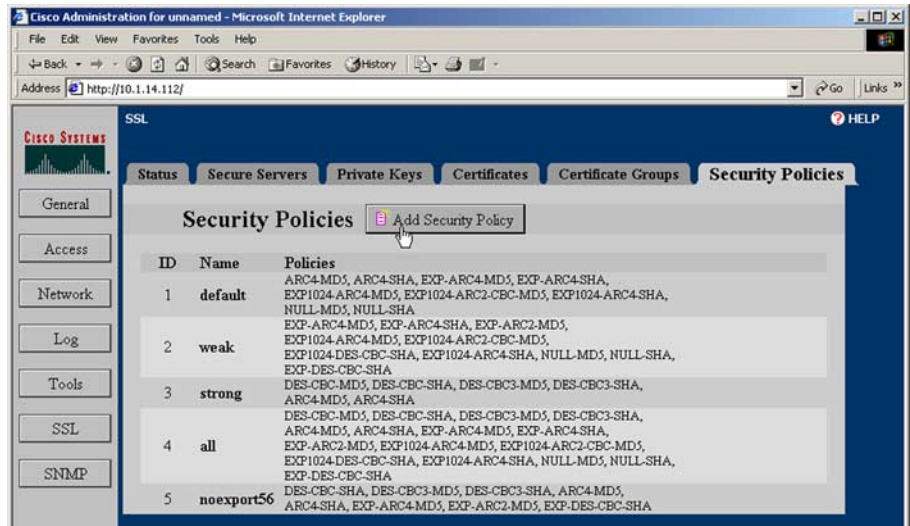 Cisco Administration for unnamed - Microsoft Internet Explorer
File Edit View Favorites Tools Help
Back Search Favorites History
Address http://10.1.14.112/ Go Links »
SSL HELP
CISCO SYSTEMS
Status Secure Servers Private Keys Certificates Certificate Groups Security Policies
General
Access
Network
Log
Tools
SSL
SNMP
Security Policies Add Security Policy
ID Name Policies
1 default ARC4-MD5, ARC4-SHA, EXP-ARC4-MD5, EXP-ARC4-SHA,
EXP1024-ARC4-MD5, EXP1024-ARC2-CBC-MD5, EXP1024-ARC4-SHA,
NULL-MD5, NULL-SHA
2 weak EXP-ARC4-MD5, EXP-ARC4-SHA, EXP-ARC2-MD5,
EXP1024-ARC4-MD5, EXP1024-ARC2-CBC-MD5,
EXP1024-DES-CBC-SHA, EXP1024-ARC4-SHA, NULL-MD5, NULL-SHA,
EXP-DES-CBC-SHA
3 strong DES-CBC-MD5, DES-CBC-SHA, DES-CBC3-MD5, DES-CBC3-SHA,
ARC4-MD5, ARC4-SHA
4 all DES-CBC-MD5, DES-CBC-SHA, DES-CBC3-MD5, DES-CBC3-SHA,
ARC4-MD5, ARC4-SHA, EXP-ARC4-MD5, EXP-ARC4-SHA,
EXP-ARC2-MD5, EXP1024-ARC4-MD5, EXP1024-ARC2-CBC-MD5,
EXP1024-DES-CBC-SHA, EXP1024-ARC4-SHA, NULL-MD5, NULL-SHA,
EXP-DES-CBC-SHA
5 noexport56 DES-CBC-SHA, DES-CBC3-MD5, DES-CBC3-SHA, ARC4-MD5,
ARC4-SHA, EXP-ARC4-MD5, EXP-ARC2-MD5, EXP-DES-CBC-SHA